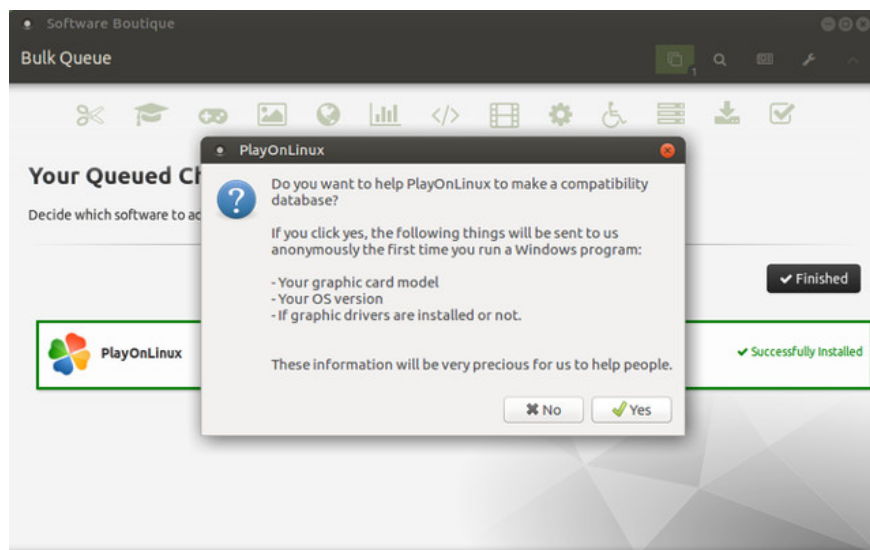 Software Boutique
Bulk Queue
1
</>
PlayOnLinux
Your Queued Ch
Decide which software to ac
Do you want to help PlayOnLinux to make a compatibility
database?
If you click yes, the following things will be sent to us
anonymously the first time you run a Windows program:
- Your graphic card model
- Your OS version
- If graphic drivers are installed or not.
These information will be very precious for us to help people.
No
Yes
Finished
PlayOnLinux
Successfully Installed